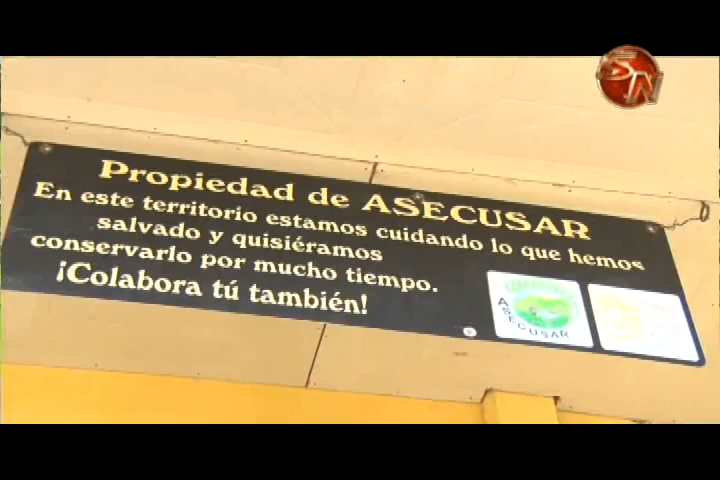 Propiedad de ASECUSAR
En este territorio estamos cuidando lo que hemos
salvado y quisiéramos
conservarlo por mucho tiempo.
¡Colabora tú también!
ASECUSAR